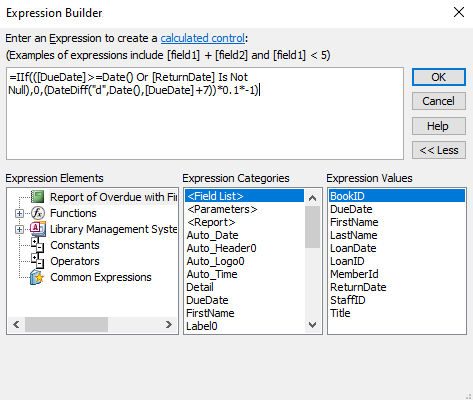 Expression Builder
Enter an Expression to create a calculated control:
(Examples of expressions include [field1] + [field2] and [field1] < 5)
=IIf(([DueDate]>=Date() Or [ReturnDate] Is Not
Null),0,(DateDiff("d",Date(),[DueDate]+7))*0.1*-1)
OK
Cancel
Help
<< Less
Expression Elements
Report of Overdue with Fi
Functions
Library Management Syste
Constants
Operators
Common Expressions
Expression Categories
<Field List>
<Parameters>
<Report>
Auto_Date
Auto_Header0
Auto_Logo0
Auto_Time
Detail
DueDate
FirstName
Label0
Expression Values
BookID
DueDate
FirstName
LastName
LoanDate
LoanID
MemberId
ReturnDate
StaffID
Title